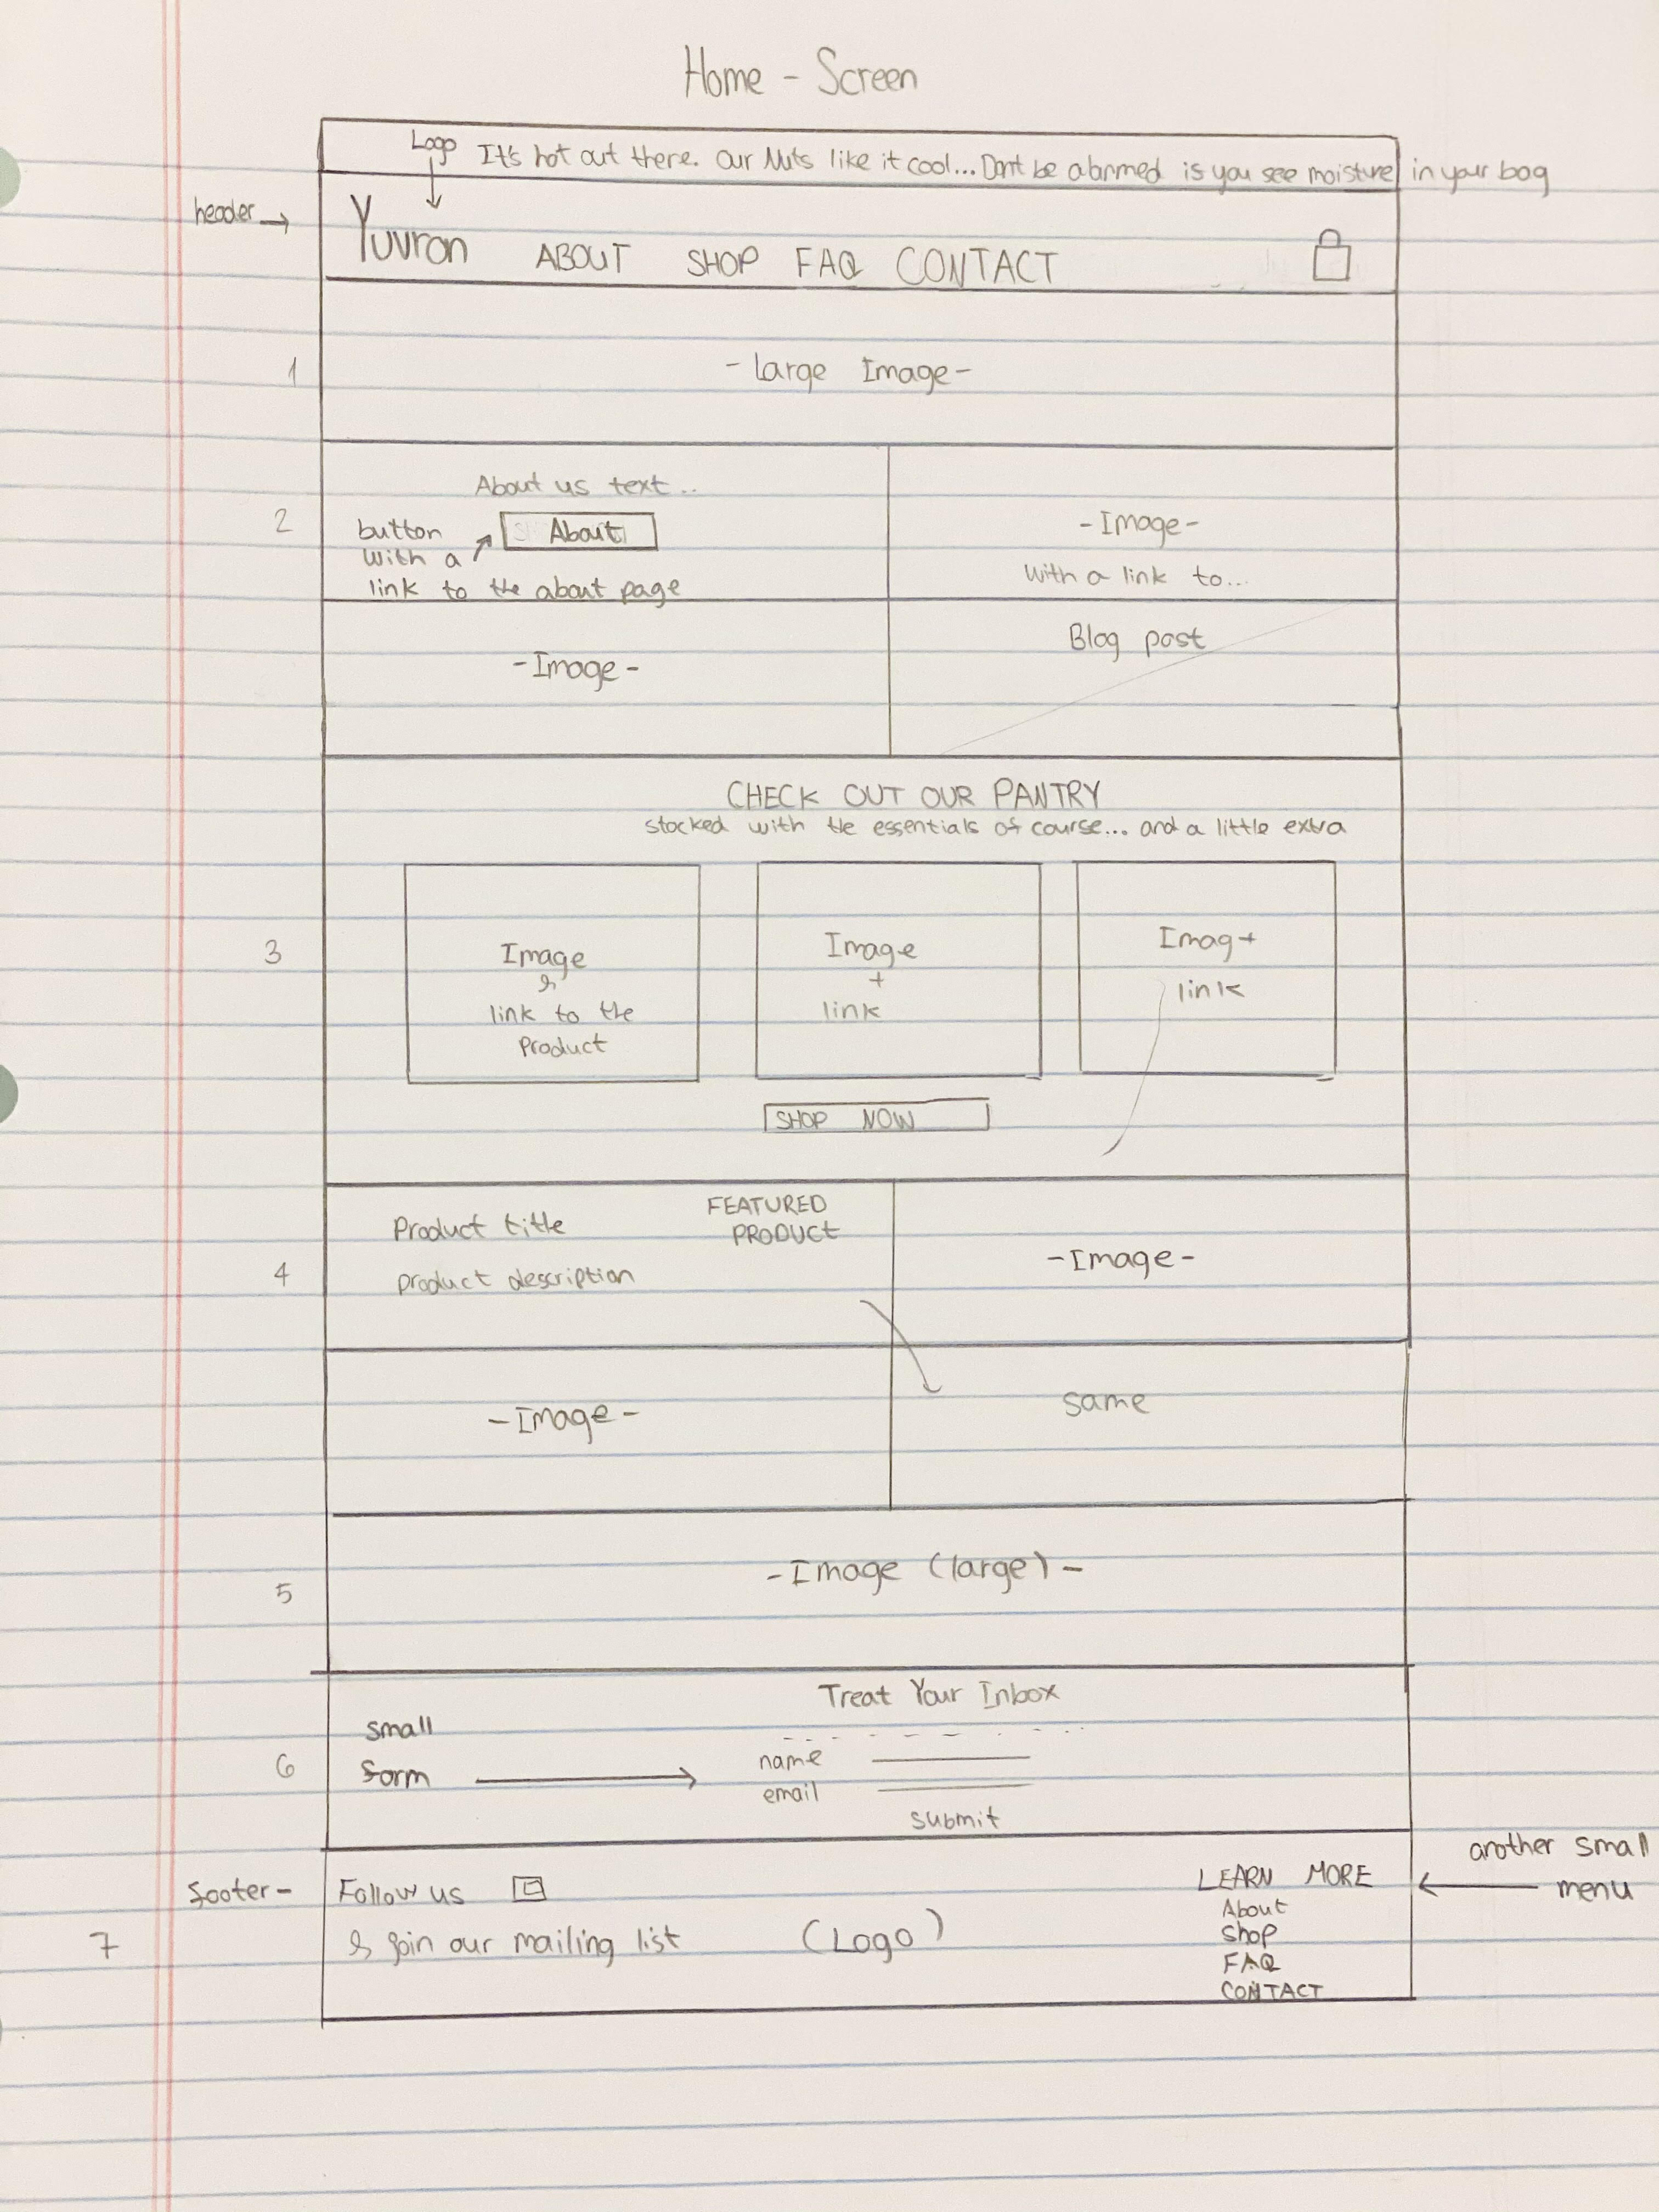 Home - Screen
Logo
It's hot out there. Our Nuts like it cool... Dont be alarmed is you see moisture in your bag
header →
Yuvron ABOUT SHOP FAQ CONTACT
1
- Large Image -
2
About us text..
button
with a
link to the about page
About
- Image -
with a link to...
- Image -
Blog post
CHECK OUT OUR PANTRY
stocked with the essentials of course... and a little extra
3
Image
&
link to the
product
Image
+
link
Imag +
link
SHOP NOW
4
Product title
FEATURED
PRODUCT
product description
- Image -
- Image -
same
5
- Image (large) -
6
Treat Your Inbox
small
form
name
email
submit
footer -
7
Follow us
& join our mailing list
(Logo)
LEARN MORE
About
Shop
FAQ
CONTACT
another small
menu